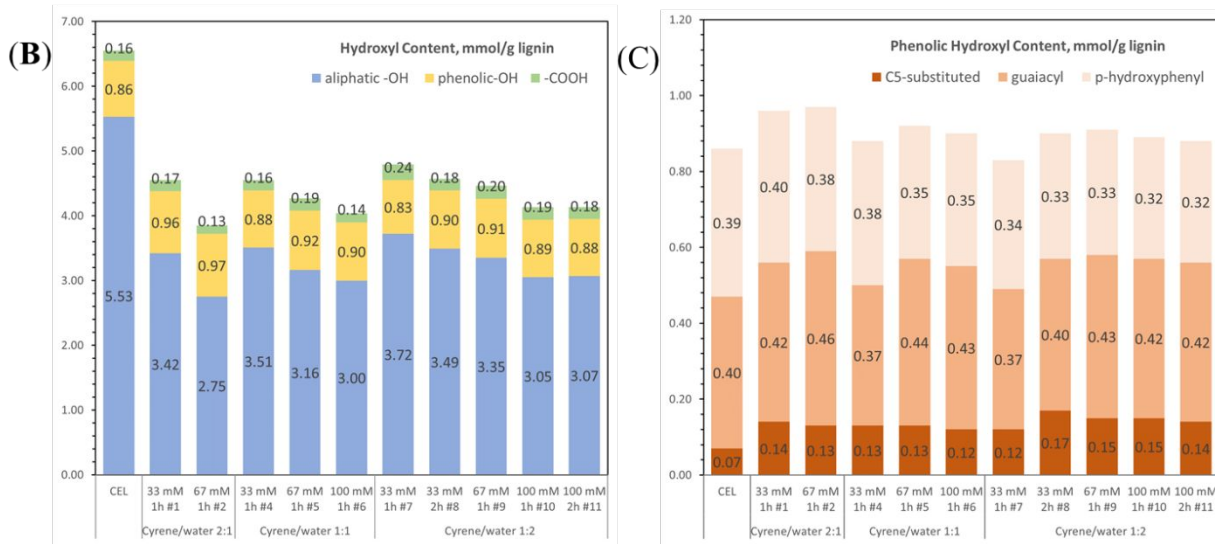 (B)
Hydroxyl Content, mmol/g lignin
aliphatic -OH phenolic-OH -COOH
7.00
6.00
5.00
4.00
3.00
2.00
1.00
0.00
0.16 0.17 0.13 0.16 0.19 0.14 0.24 0.18 0.20 0.19 0.18
0.86 0.96 0.97 0.88 0.92 0.90 0.83 0.90 0.91 0.89 0.88
5.53 3.42 2.75 3.51 3.16 3.00 3.72 3.49 3.35 3.05 3.07
CEL 33 mM 67 mM 33 mM 67 mM 100 mM 33 mM 33 mM 67 mM 100 mM 100 mM
1h #1 1h #2 1h #4 1h #5 1h #6 1h #7 2h #8 1h #9 1h #10 2h #11
Cyrene/water 2:1 Cyrene/water 1:1 Cyrene/water 1:2
(C)
Phenolic Hydroxyl Content, mmol/g lignin
C5-substituted guaiacyl p-hydroxyphenyl
1.20
1.00
0.80
0.60
0.40
0.20
0.00
0.39 0.40 0.38 0.38 0.35 0.35 0.34 0.33 0.33 0.32 0.32
0.40 0.42 0.46 0.37 0.44 0.43 0.37 0.40 0.43 0.42 0.42
0.07 0.14 0.13 0.13 0.13 0.12 0.12 0.17 0.15 0.15 0.14
CEL 33 mM 67 mM 33 mM 67 mM 100 mM 33 mM 33 mM 67 mM 100 mM 100 mM
1h #1 1h #2 1h #4 1h #5 1h #6 1h #7 2h #8 1h #9 1h #10 2h #11
Cyrene/water 2:1 Cyrene/water 1:1 Cyrene/water 1:2